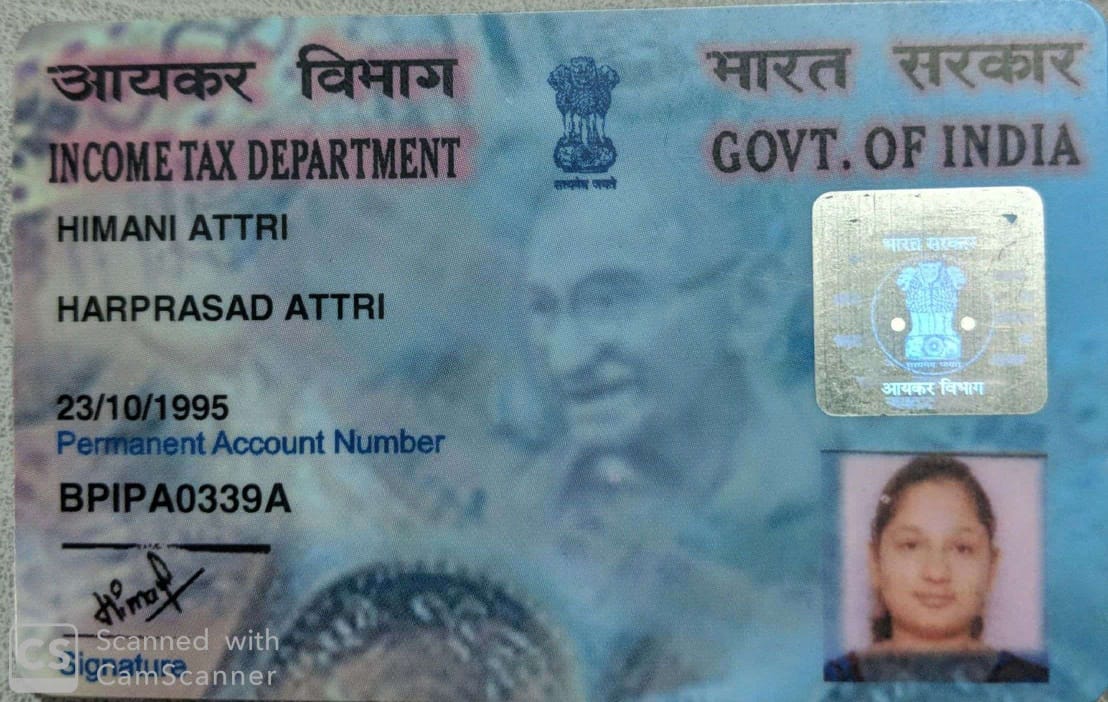 आयकर विभाग
INCOME TAX DEPARTMENT
सत्यमेव जयते
भारत सरकार
GOVT. OF INDIA
HIMANI ATTRI
HARPRASAD ATTRI
23/10/1995
Permanent Account Number
BPIPA0339A
भारत सरकार
सत्यमेव जयते
आयकर विभाग
Signature
CS
Scanned with
CamScanner